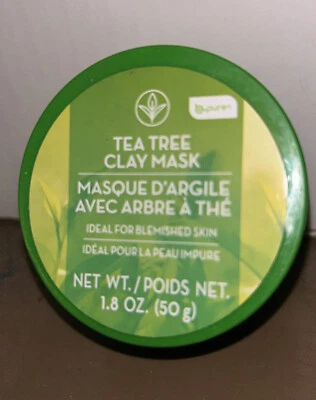 b·pure
TEA TREE
CLAY MASK
MASQUE D'ARGILE
AVEC ARBRE À THÉ
IDEAL FOR BLEMISHED SKIN
IDÉAL POUR LA PEAU IMPURE
NET WT./POIDS NET.
1.8 OZ. (50 g)